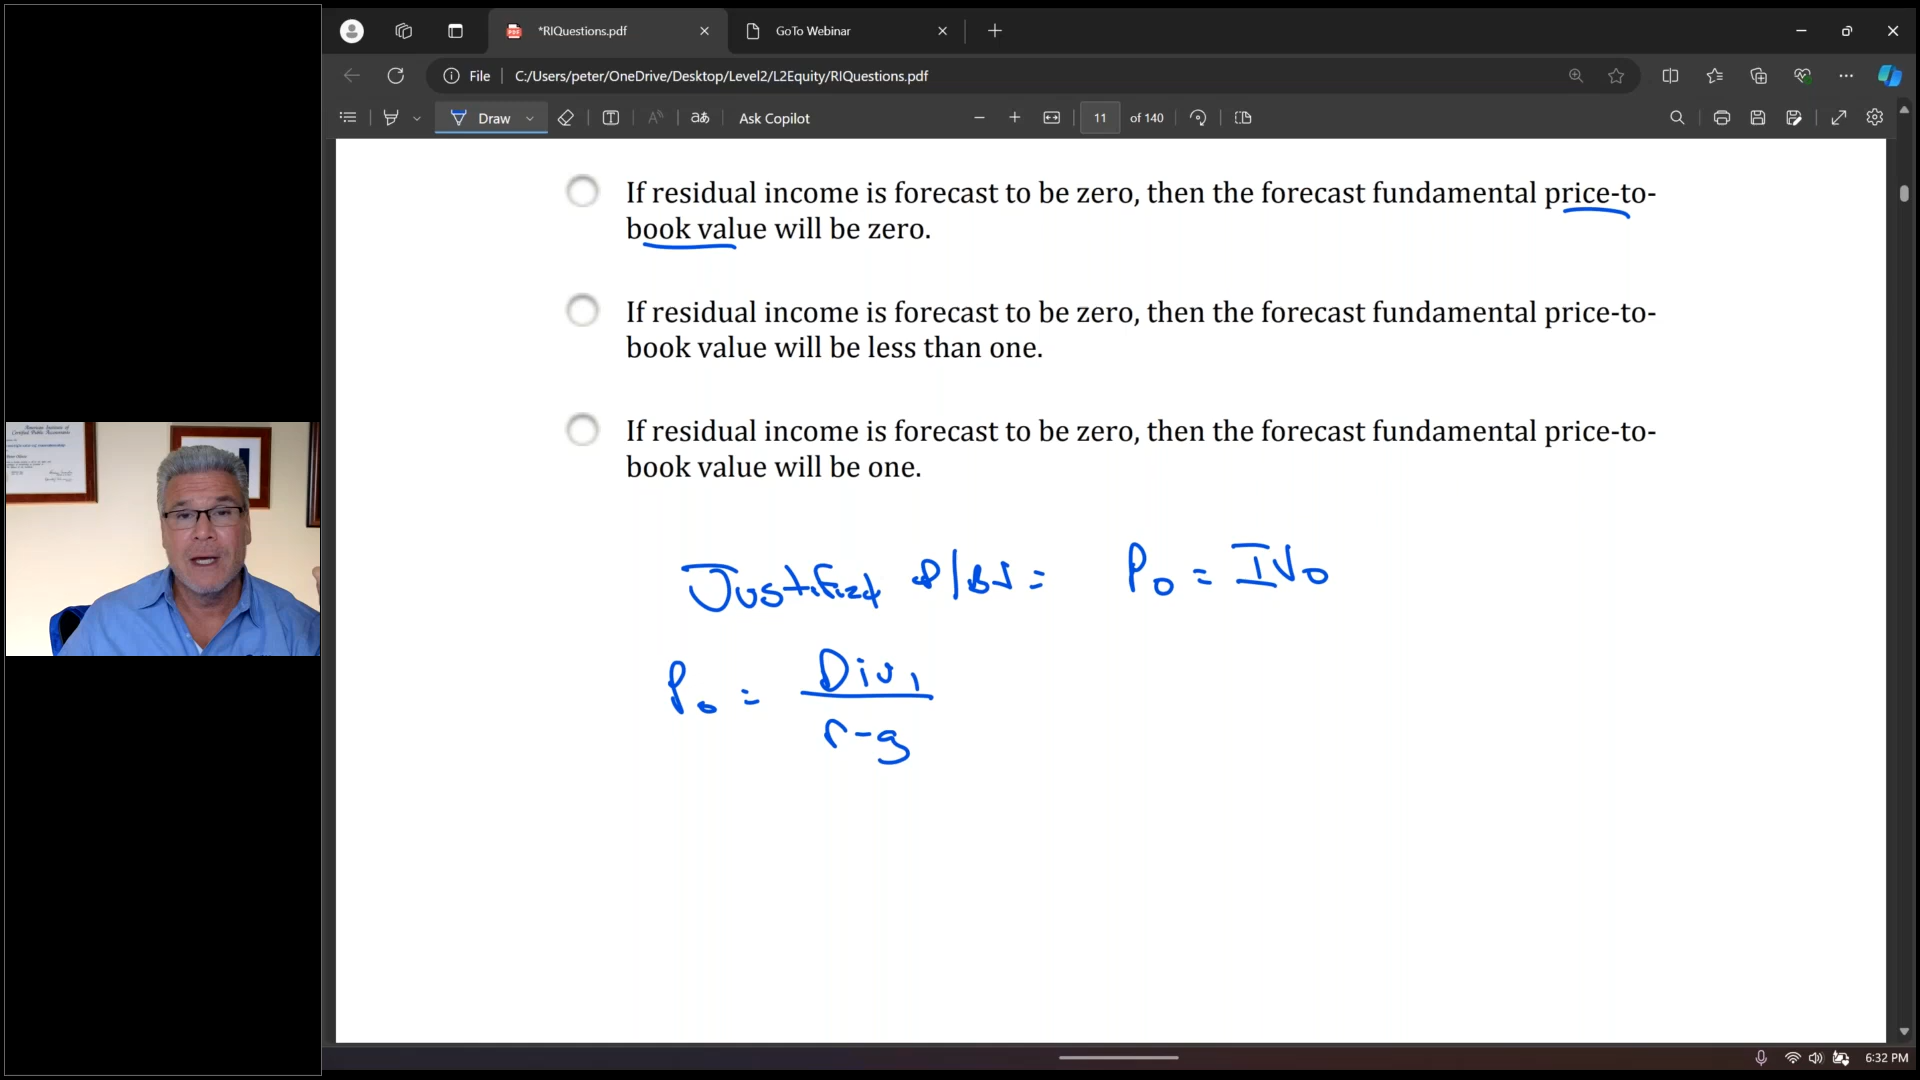 *RIQuestions.pdf
GoTo Webinar
File
C:/Users/peter/OneDrive/Desktop/Level2/L2Equity/RIQuestions.pdf
Draw
aあ
Ask Copilot
11
of 140
If residual income is forecast to be zero, then the forecast fundamental price-to-
book value will be zero.
If residual income is forecast to be zero, then the forecast fundamental price-to-
book value will be less than one.
If residual income is forecast to be zero, then the forecast fundamental price-to-
book value will be one.
Justified P/BV = P0 = IV0
P0 = Div1
r-g
6:32 PM